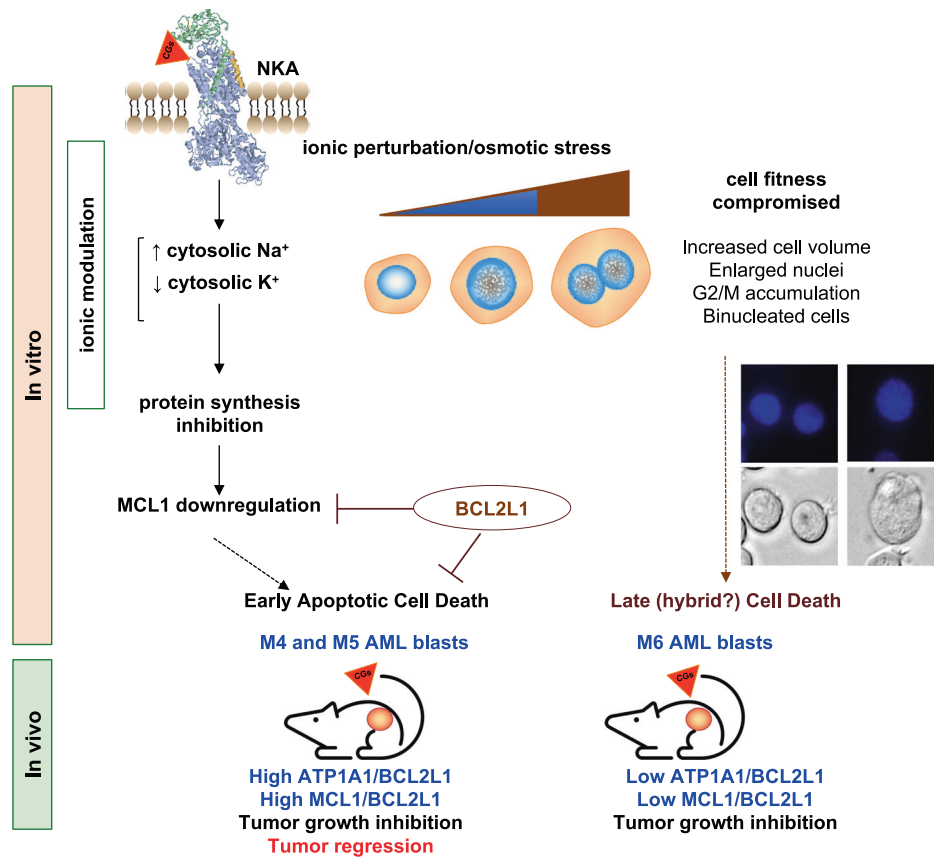 CGs
NKA
In vitro
ionic modulation
ionic perturbation/osmotic stress
↑ cytosolic Na⁺
↓ cytosolic K⁺
cell fitness
compromised
Increased cell volume
Enlarged nuclei
G2/M accumulation
Binucleated cells
protein synthesis
inhibition
MCL1 downregulation
BCL2L1
Early Apoptotic Cell Death
Late (hybrid?) Cell Death
M4 and M5 AML blasts
M6 AML blasts
In vivo
CGs
CGs
High ATP1A1/BCL2L1
High MCL1/BCL2L1
Tumor growth inhibition
Tumor regression
Low ATP1A1/BCL2L1
Low MCL1/BCL2L1
Tumor growth inhibition